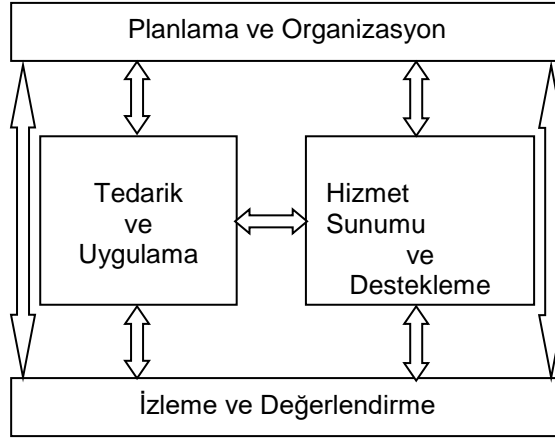 Planlama ve Organizasyon
Tedarik
ve
Uygulama
Hizmet
Sunumu
ve
Destekleme
İzleme ve Değerlendirme